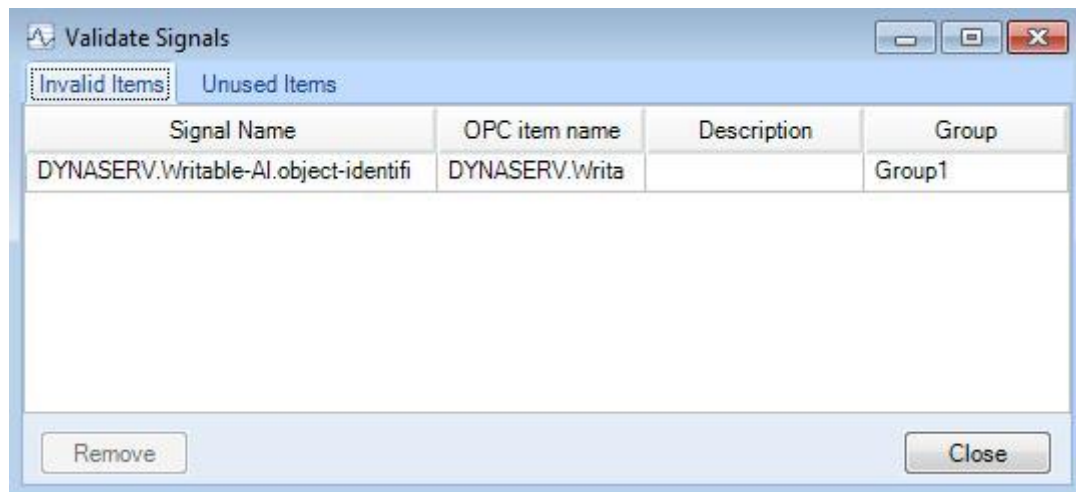 Validate Signals
Invalid Items Unused Items
Signal Name OPC item name Description Group
DYNASERV.Writable-AI.object-identifi DYNASERV.Writa Group1
Remove Close